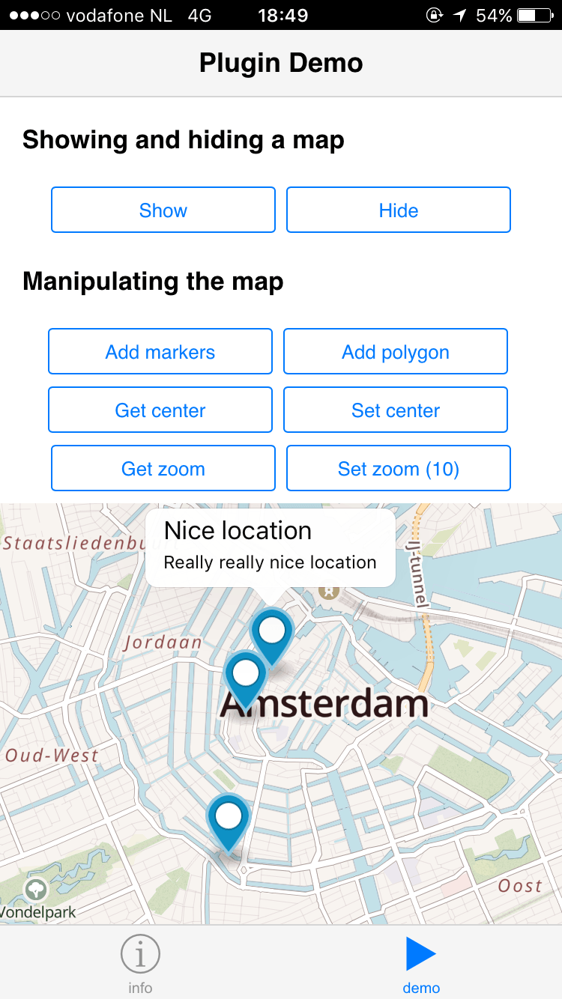 vodafone NL 4G 18:49 54%
Plugin Demo
Showing and hiding a map
Show Hide
Manipulating the map
Add markers Add polygon
Get center Set center
Get zoom Set zoom (10)
Nice location
Really really nice location
IJ-tunnel
Jordaan
Amsterdam
Oud-West
Oost
Vondelpark
info demo